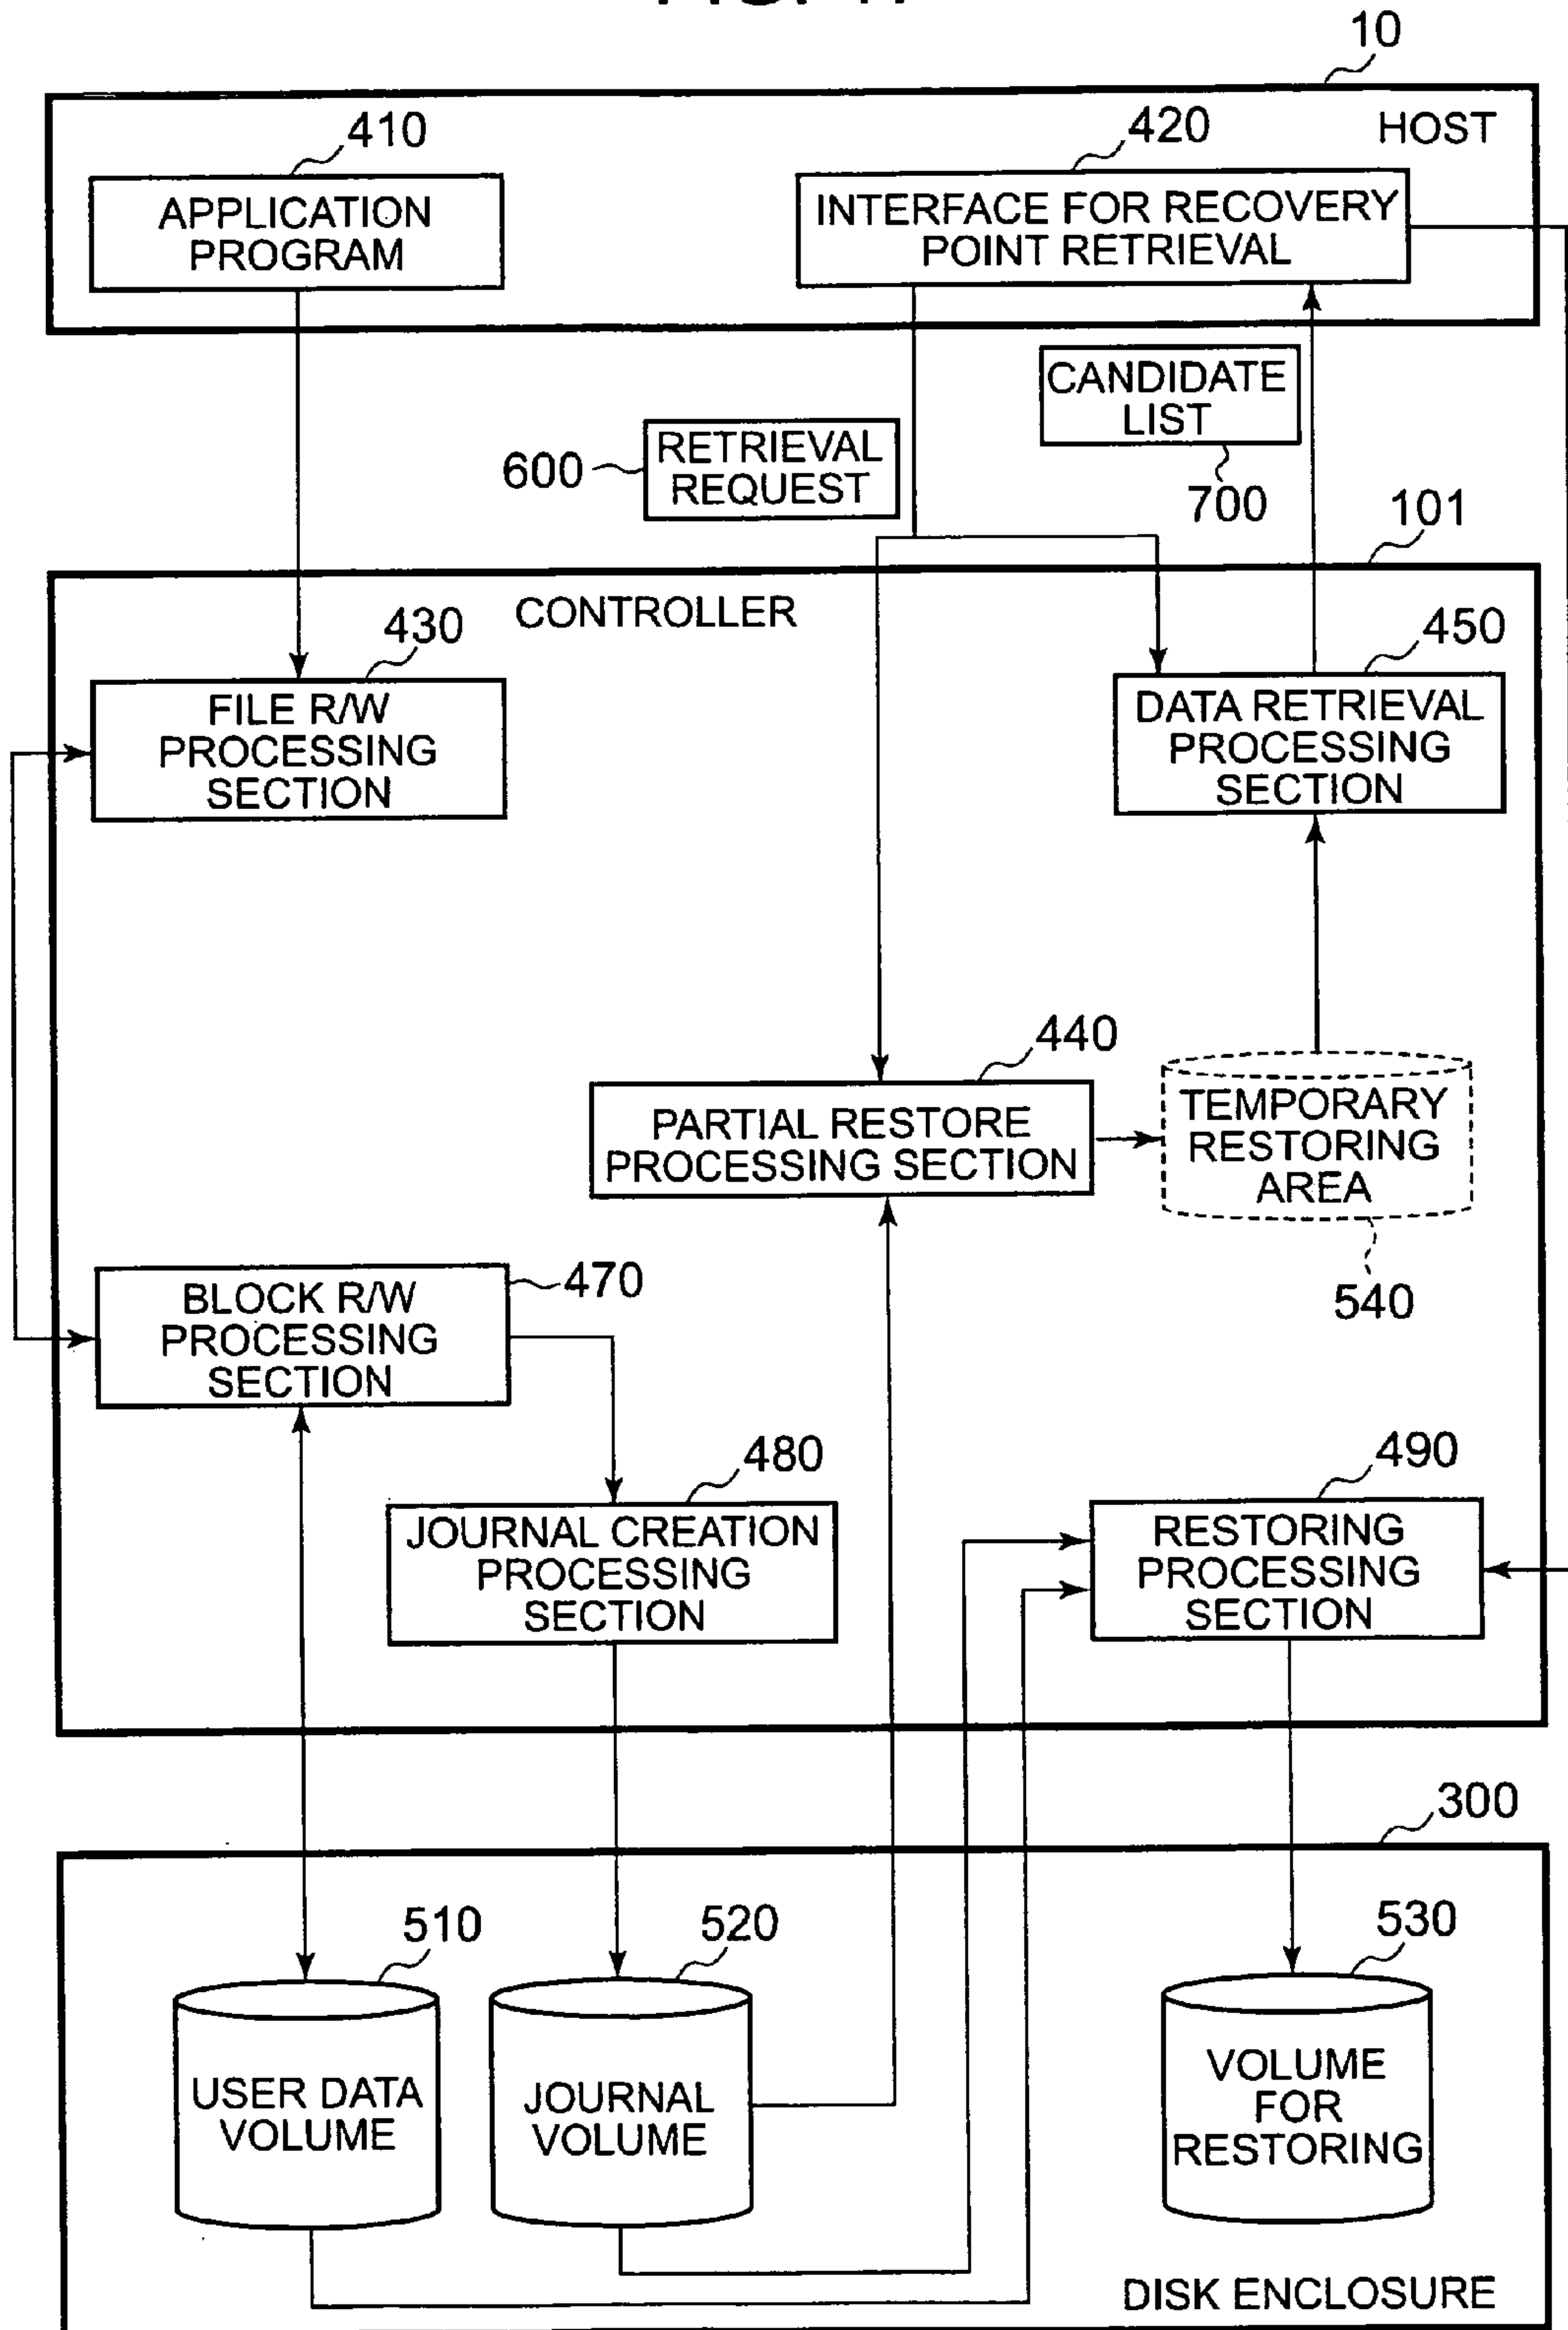 10
HOST
410
420
APPLICATION
PROGRAM
INTERFACE FOR RECOVERY
POINT RETRIEVAL
CANDIDATE
LIST
700
600
RETRIEVAL
REQUEST
101
CONTROLLER
430
450
FILE R/W
PROCESSING
SECTION
DATA RETRIEVAL
PROCESSING
SECTION
440
PARTIAL RESTORE
PROCESSING SECTION
TEMPORARY
RESTORING
AREA
540
470
BLOCK R/W
PROCESSING
SECTION
480
490
JOURNAL CREATION
PROCESSING
SECTION
RESTORING
PROCESSING
SECTION
300
510
520
530
USER DATA
VOLUME
JOURNAL
VOLUME
VOLUME
FOR
RESTORING
DISK ENCLOSURE